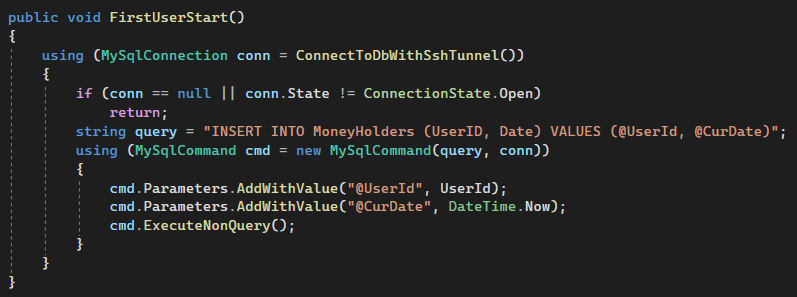 public void FirstUserStart()
{
    using (MySqlConnection conn = ConnectToDbWithSshTunnel())
    {
        if (conn == null || conn.State != ConnectionState.Open)
            return;
        string query = "INSERT INTO MoneyHolders (UserID, Date) VALUES (@UserId, @CurDate)";
        using (MySqlCommand cmd = new MySqlCommand(query, conn))
        {
            cmd.Parameters.AddWithValue("@UserId", UserId);
            cmd.Parameters.AddWithValue("@CurDate", DateTime.Now);
            cmd.ExecuteNonQuery();
        }
    }
}